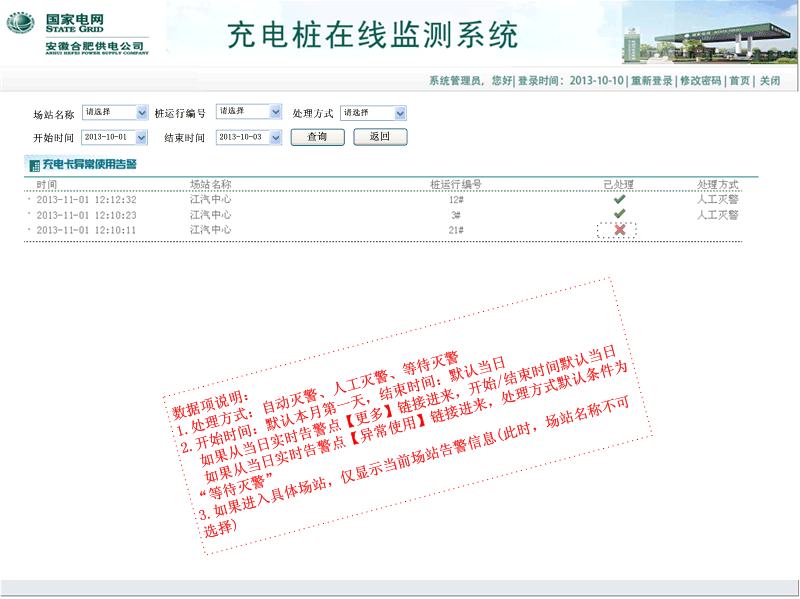 国家电网
STATE GRID
安徽合肥供电公司
ANHUI HEFEI POWER SUPPLY COMPANY
充电桩在线监测系统
系统管理员, 您好| 登录时间: 2013-10-10 | 重新登录 | 修改密码 | 首页 | 关闭
场站名称 请选择 桩运行编号 请选择 处理方式 请选择
开始时间 2013-10-01 结束时间 2013-10-03 查询 返回
充电卡异常使用告警
时间 场站名称 桩运行编号 已处理 处理方式
2013-11-01 12:12:32 江汽中心 12# 人工灭警
2013-11-01 12:10:23 江汽中心 3# 人工灭警
2013-11-01 12:10:11 江汽中心 21#
数据项说明:
1.处理方式: 自动灭警、人工灭警、等待灭警
2.开始时间: 默认本月第一天, 结束时间: 默认当日
如果从当日实时告警点【更多】链接进来, 开始/结束时间默认当日
如果从当日实时告警点【异常使用】链接进来, 处理方式默认条件为
“等待灭警”
3.如果进入具体场站, 仅显示当前场站告警信息(此时, 场站名称不可
选择)